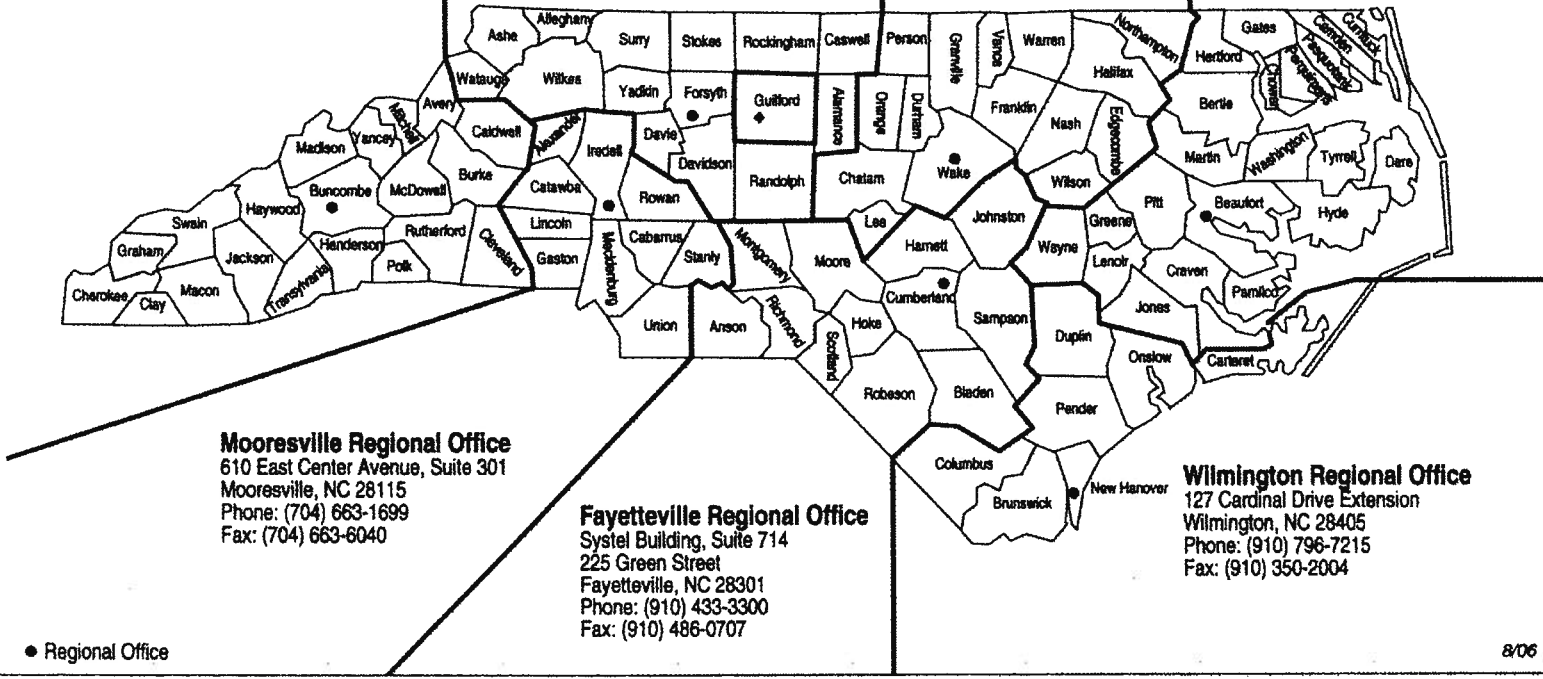 Alleghany
Ashe
Surry
Stokes
Rockingham
Caswell
Person
Granville
Vance
Warren
Northampton
Gates
Camden
Currituck
Pasquotank
Perquimans
Hertford
Halifax
Watauga
Wilkes
Yadkin
Forsyth
Guilford
Alamance
Orange
Durham
Franklin
Nash
Edgecombe
Bertie
Chowan
Avery
Mitchell
Yancey
Madison
Caldwell
Alexander
Iredell
Davie
Davidson
Randolph
Chatam
Wake
Wilson
Martin
Washington
Tyrrell
Dare
Buncombe
McDowell
Burke
Catawba
Rowan
Haywood
Swain
Graham
Jackson
Henderson
Rutherford
Cleveland
Lincoln
Gaston
Mecklenburg
Cabarrus
Stanly
Montgomery
Moore
Lee
Harnett
Johnston
Greene
Pitt
Beaufort
Hyde
Wayne
Lenoir
Craven
Pamlico
Cherokee
Clay
Macon
Transylvania
Polk
Union
Anson
Richmond
Scotland
Hoke
Cumberland
Sampson
Duplin
Jones
Onslow
Carteret
Robeson
Bladen
Pender
Columbus
Brunswick
New Hanover
Mooresville Regional Office
610 East Center Avenue, Suite 301
Mooresville, NC 28115
Phone: (704) 663-1699
Fax: (704) 663-6040
Fayetteville Regional Office
Systel Building, Suite 714
225 Green Street
Fayetteville, NC 28301
Phone: (910) 433-3300
Fax: (910) 486-0707
Wilmington Regional Office
127 Cardinal Drive Extension
Wilmington, NC 28405
Phone: (910) 796-7215
Fax: (910) 350-2004
● Regional Office
8/06